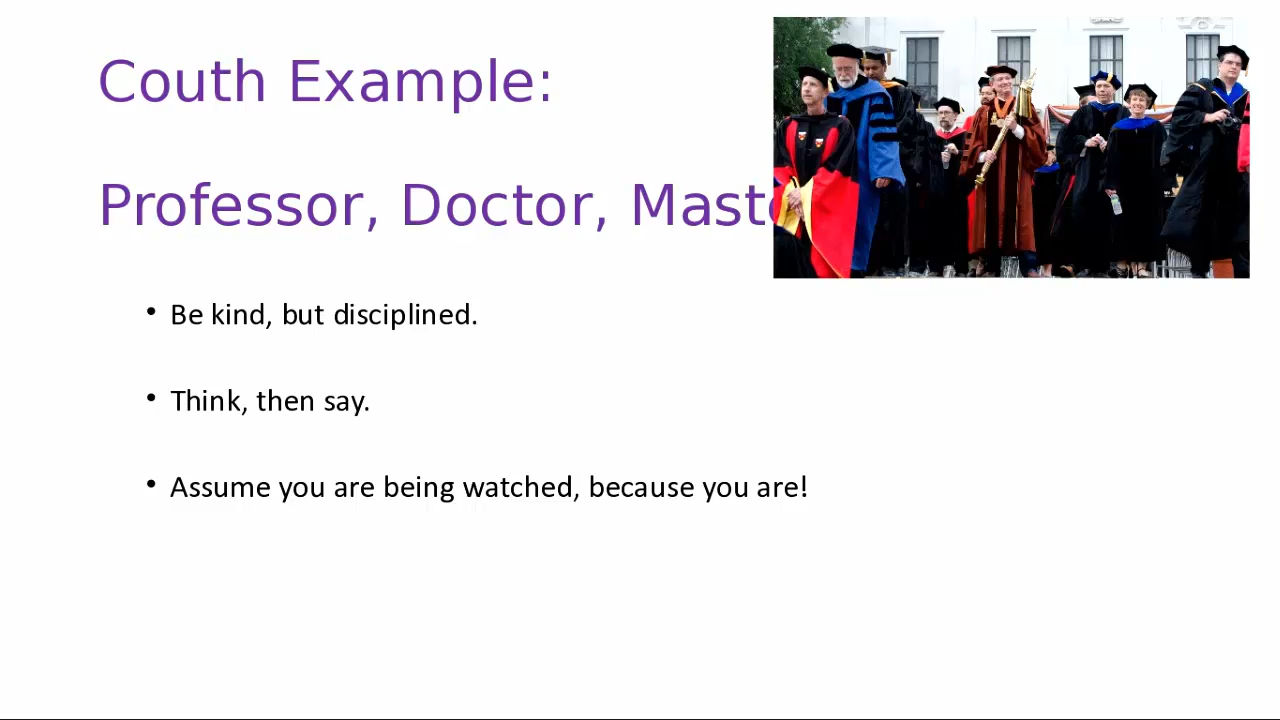 Couth Example:
Professor, Doctor,
• Be kind, but disciplined.
• Think, then say.
• Assume you are being watched, because you are!